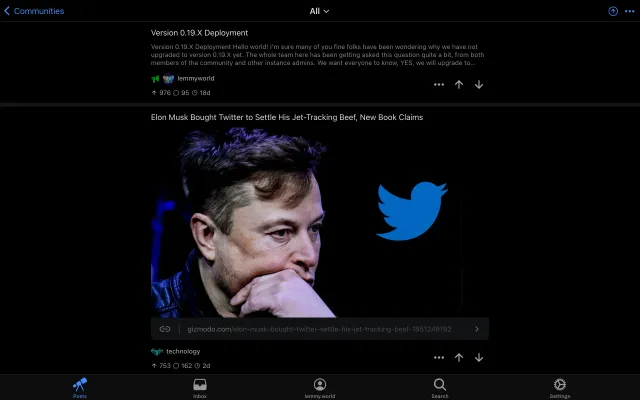 Communities
All
Version 0.19.X Deployment
Version 0.19.X Deployment Hello world! I'm sure many of you fine folks have been wondering why we have not
upgraded to version 0.19.x yet. The whole team here has been getting asked this question quite a bit, from both
members of the community and other instance admins. We want everyone to know, YES, we will upgrade to...
lemmyworld
976 95 18d
Elon Musk Bought Twitter to Settle His Jet-Tracking Beef, New Book Claims
gizmodo.com/elon-musk-bought-twitter-settle-his-jet-tracking-beef-1851249192
technology
753 162 2d
Posts
Inbox
lemmy.world
Search
Settings